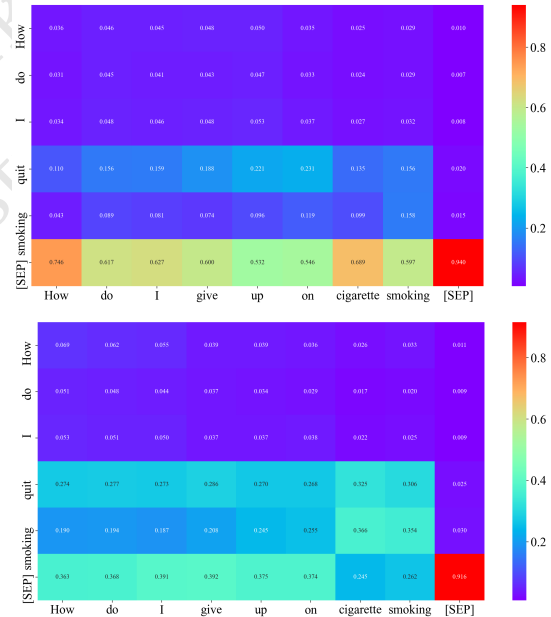 How 0.036 0.046 0.045 0.048 0.050 0.035 0.025 0.029 0.010
do 0.031 0.045 0.041 0.043 0.047 0.033 0.024 0.029 0.007
I 0.034 0.048 0.046 0.048 0.053 0.037 0.027 0.032 0.008
quit 0.110 0.156 0.159 0.188 0.221 0.231 0.135 0.156 0.020
smoking 0.043 0.089 0.081 0.074 0.096 0.119 0.099 0.158 0.015
[SEP] 0.746 0.617 0.627 0.600 0.532 0.546 0.689 0.597 0.940
How do I give up on cigarette smoking [SEP]
0.8
0.6
0.4
0.2
How 0.069 0.062 0.055 0.039 0.039 0.036 0.026 0.033 0.011
do 0.051 0.048 0.044 0.037 0.034 0.029 0.017 0.020 0.009
I 0.053 0.051 0.050 0.037 0.037 0.038 0.022 0.025 0.009
quit 0.274 0.277 0.273 0.286 0.270 0.268 0.325 0.306 0.025
smoking 0.190 0.194 0.187 0.208 0.245 0.255 0.366 0.354 0.030
[SEP] 0.363 0.368 0.391 0.392 0.375 0.374 0.245 0.262 0.916
How do I give up on cigarette smoking [SEP]
0.8
0.6
0.4
0.2